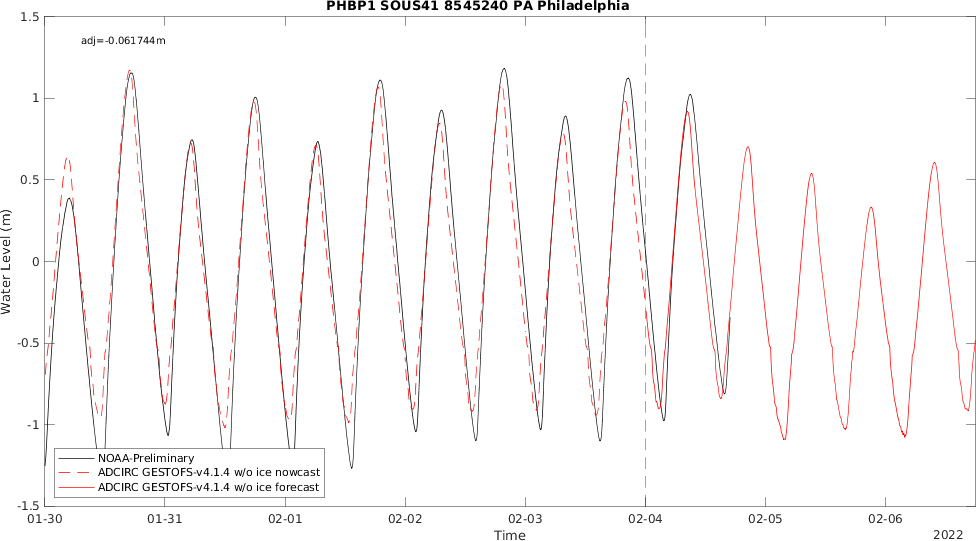 PHBP1 SOUS41 8545240 PA Philadelphia
adj=-0.061744m
1.5
1
0.5
0
-0.5
-1
-1.5
Water Level (m)
NOAA-Preliminary
ADCIRC GESTOFS-v4.1.4 w/o ice nowcast
ADCIRC GESTOFS-v4.1.4 w/o ice forecast
01-30 01-31 02-01 02-02 02-03 02-04 02-05 02-06
Time
2022